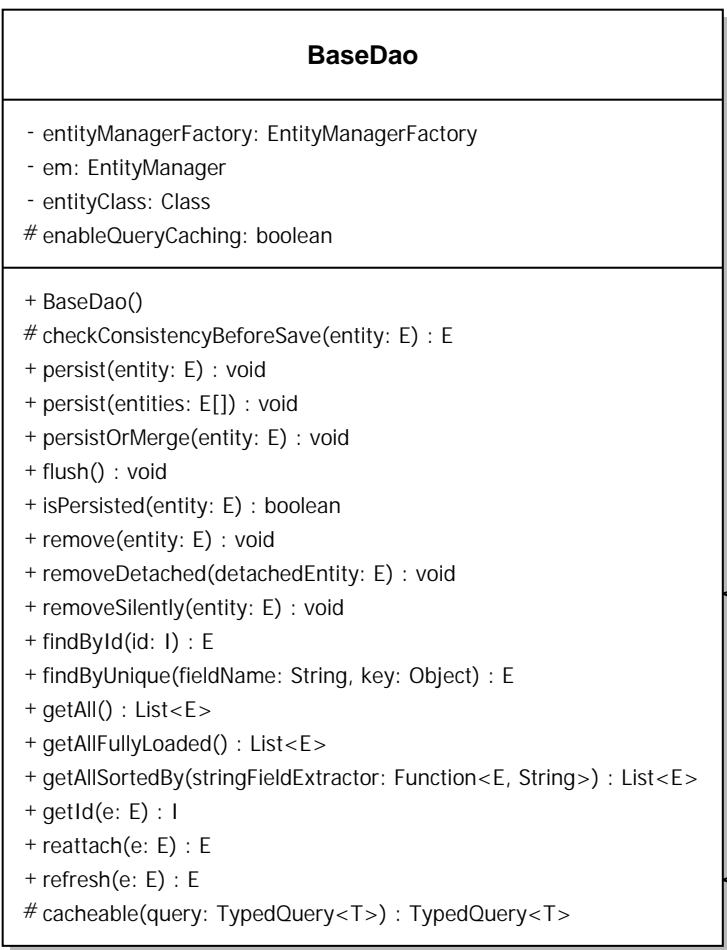 BaseDao
- entityManagerFactory: EntityManagerFactory
- em: EntityManager
- entityClass: Class
# enableQueryCaching: boolean
+ BaseDao()
# checkConsistencyBeforeSave(entity: E) : E
+ persist(entity: E) : void
+ persist(entities: E[]) : void
+ persistOrMerge(entity: E) : void
+ flush() : void
+ isPersisted(entity: E) : boolean
+ remove(entity: E) : void
+ removeDetached(detachedEntity: E) : void
+ removeSilently(entity: E) : void
+ findById(id: I) : E
+ findByUnique(fieldName: String, key: Object) : E
+ getAll() : List<E>
+ getAllFullyLoaded() : List<E>
+ getAllSortedBy(stringFieldExtractor: Function<E, String>) : List<E>
+ getId(e: E) : I
+ reattach(e: E) : E
+ refresh(e: E) : E
# cacheable(query: TypedQuery<T>) : TypedQuery<T>